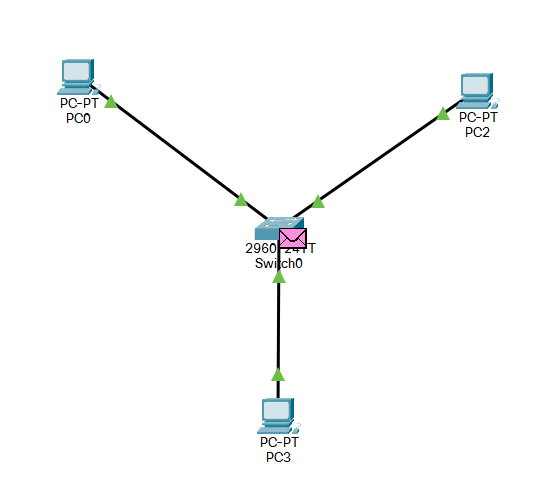 PC-PT
PC0
PC-PT
PC2
2960 24TT
Switch0
PC-PT
PC3